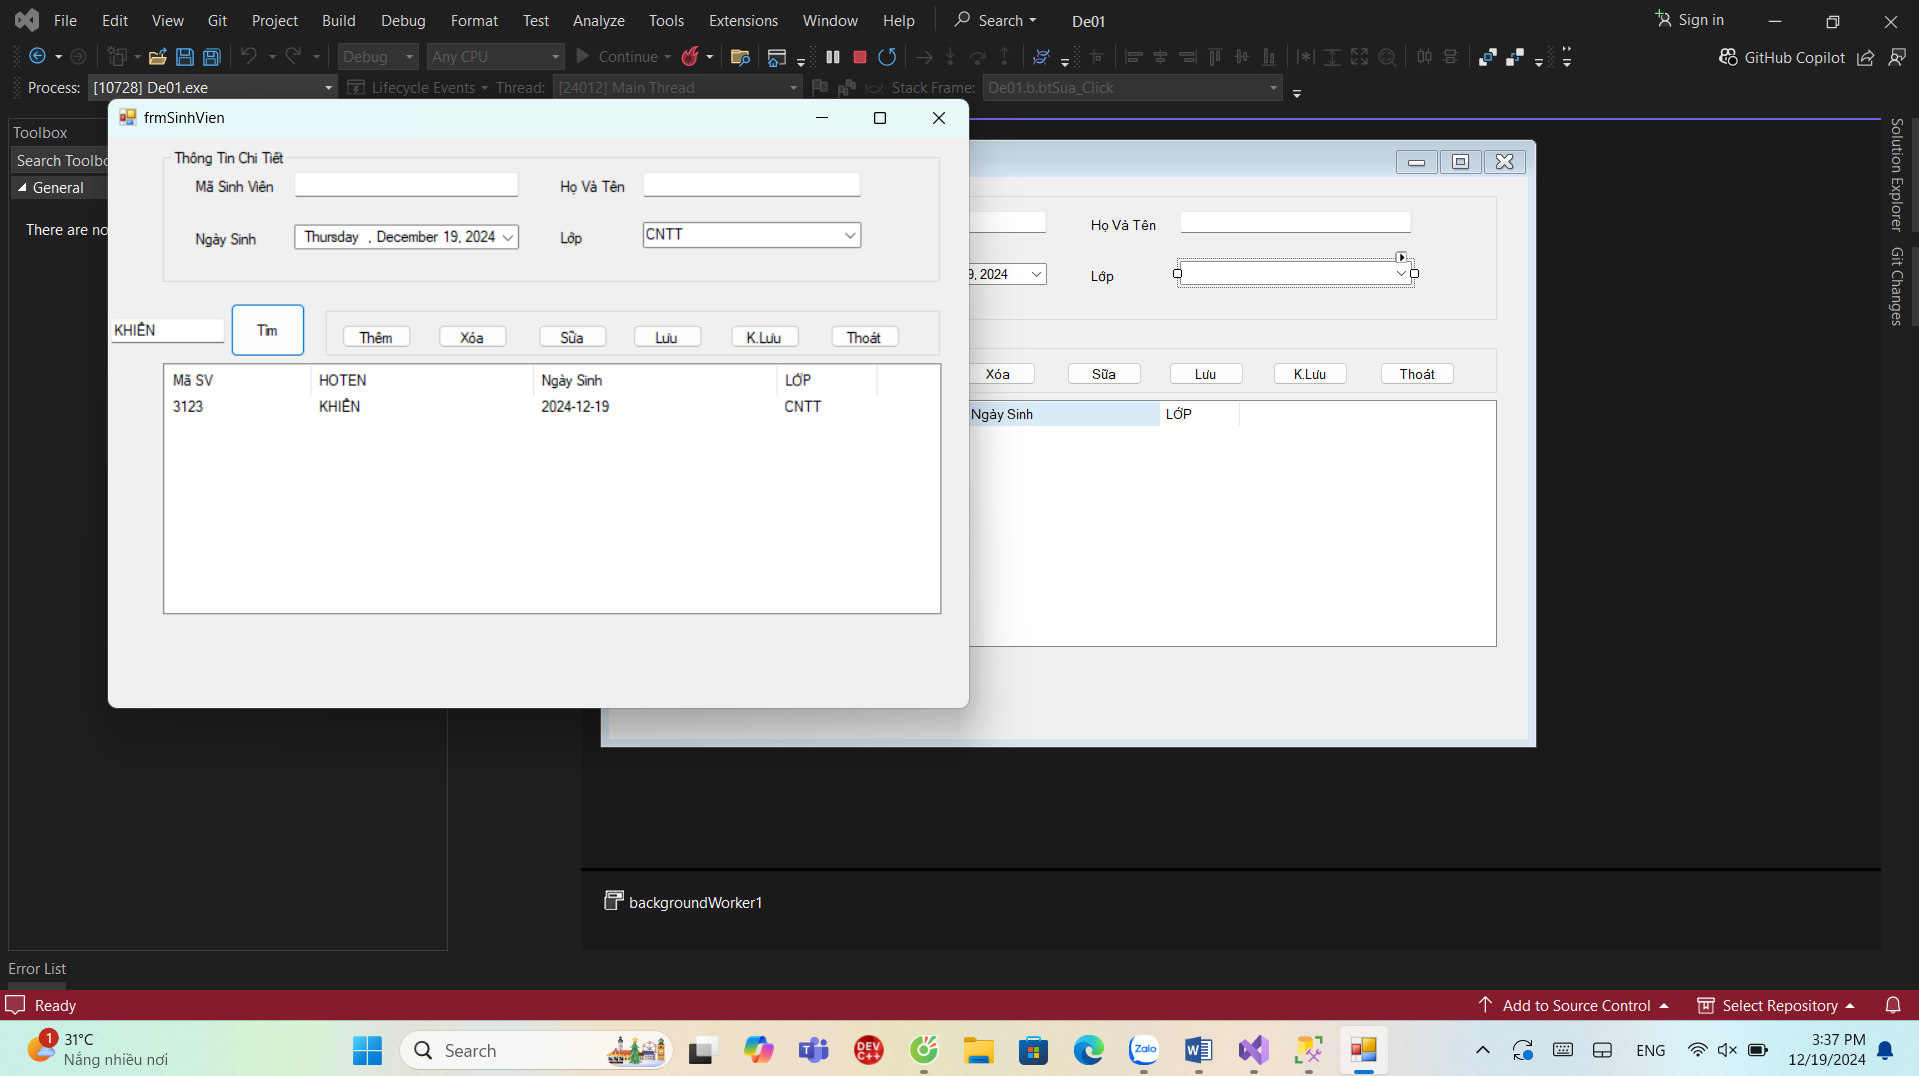 File Edit View Git Project Build Debug Format Test Analyze Tools Extensions Window Help Search De01 Sign in
Debug Any CPU Continue GitHub Copilot
Process: [10728] De01.exe Lifecycle Events Thread: [24012] Main Thread Stack Frame: De01.b.btSua_Click
frmSinhVien
Thông Tin Chi Tiết
Mã Sinh Viên Họ Và Tên
Ngày Sinh Thursday , December 19, 2024 Lớp CNTT
KHIÊN Tìm Thêm Xóa Sữa Lưu K.Lưu Thoát
Mã SV HOTEN Ngày Sinh LỚP
3123 KHIÊN 2024-12-19 CNTT
Toolbox
Search Toolbo
General
There are no
Họ Và Tên
9, 2024 Lớp
Xóa Sữa Lưu K.Lưu Thoát
Ngày Sinh LỚP
Solution Explorer
Git Changes
backgroundWorker1
Error List
Ready Add to Source Control Select Repository
1 31°C
Nắng nhiều nơi
Search
DEV C++
Zalo
ENG
3:37 PM
12/19/2024